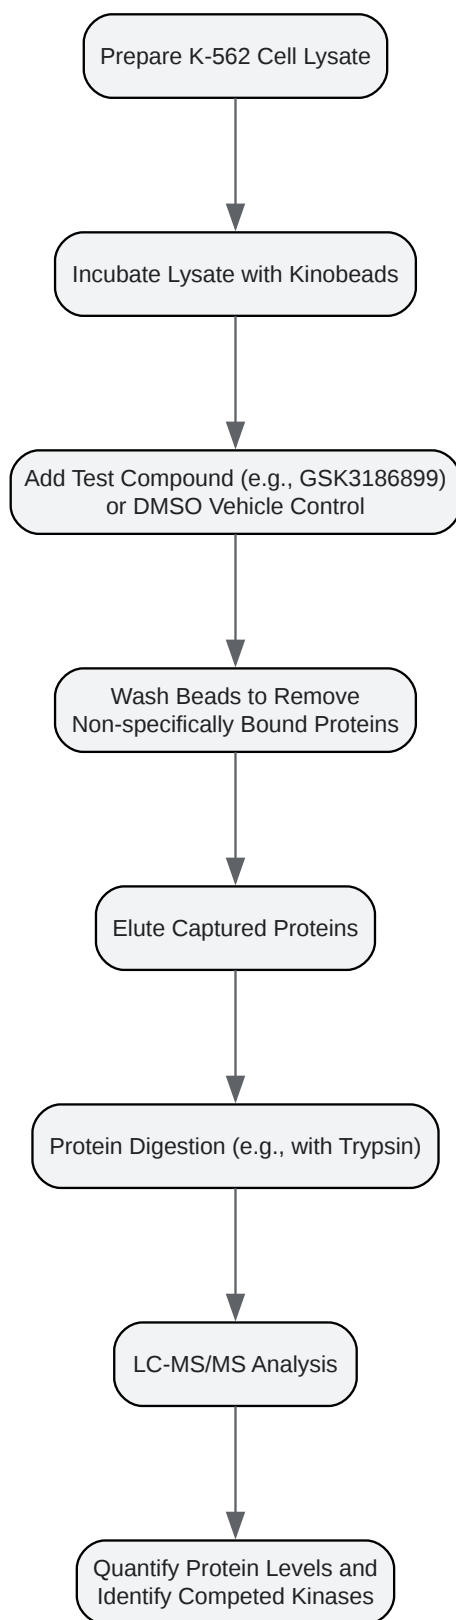 Prepare K-562 Cell Lysate
Incubate Lysate with Kinobeads
Add Test Compound (e.g., GSK3186899)
or DMSO Vehicle Control
Wash Beads to Remove
Non-specifically Bound Proteins
Elute Captured Proteins
Protein Digestion (e.g., with Trypsin)
LC-MS/MS Analysis
Quantify Protein Levels and
Identify Competed Kinases